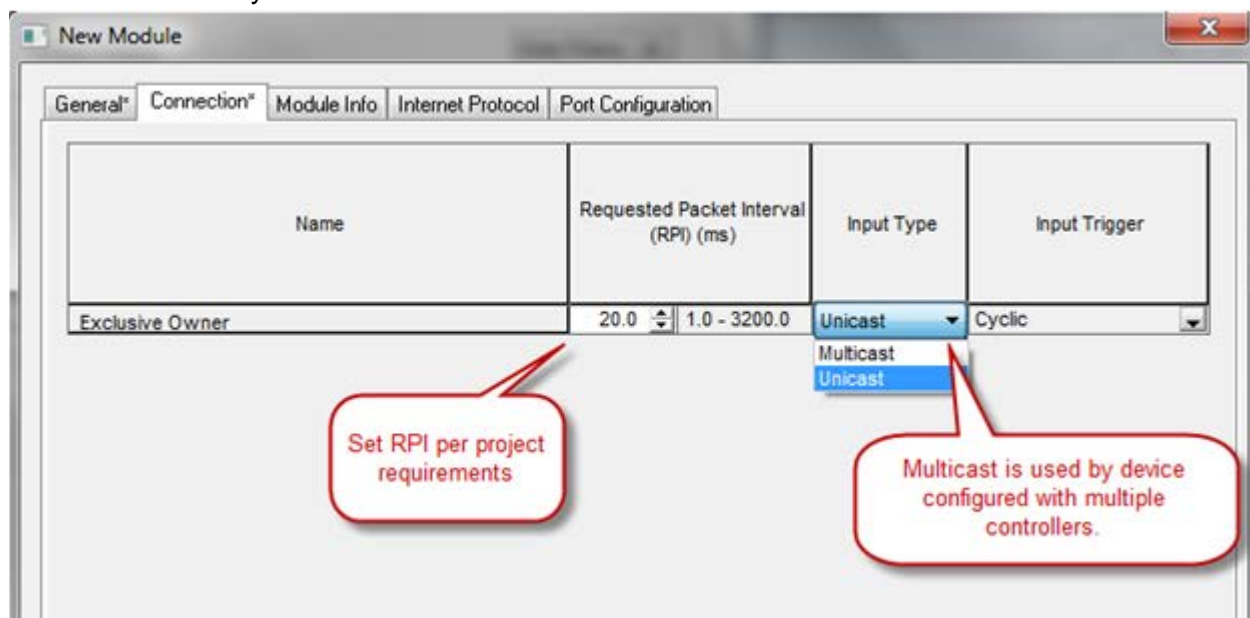 New Module
General* Connection* Module Info Internet Protocol Port Configuration
Name
Requested Packet Interval
(RPI) (ms)
Input Type
Input Trigger
Exclusive Owner
20.0
1.0 - 3200.0
Unicast
Cyclic
Multicast
Unicast
Set RPI per project
requirements
Multicast is used by device
configured with multiple
controllers.